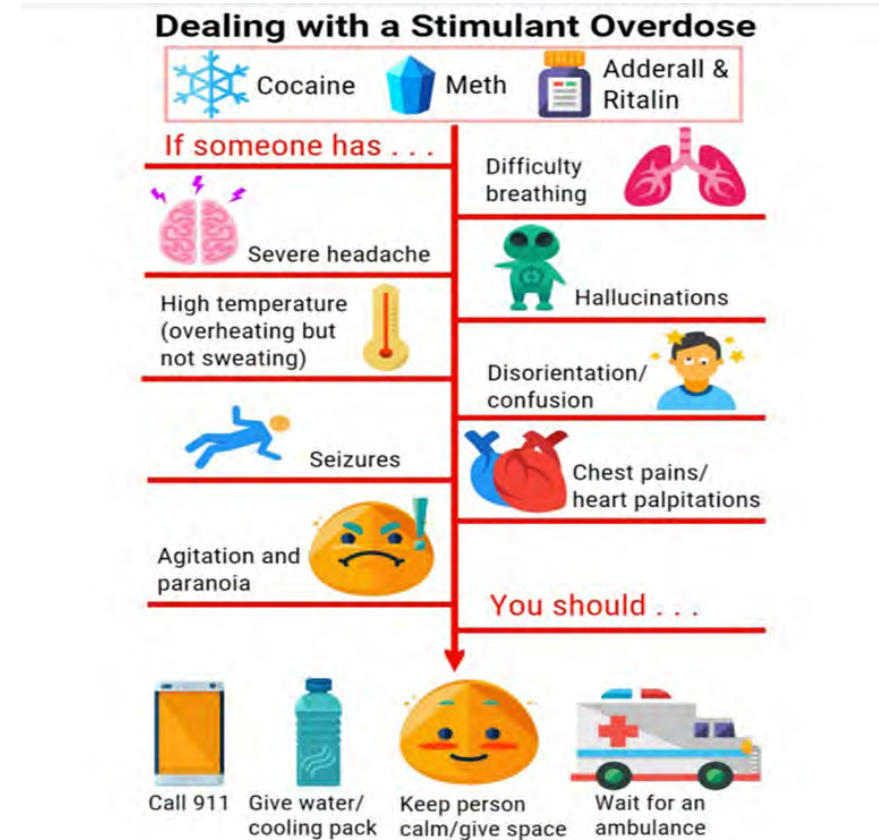 Dealing with a Stimulant Overdose
Cocaine
Meth
Adderall &
Ritalin
If someone has . . .
Severe headache
High temperature
(overheating but
not sweating)
Seizures
Agitation and
paranoia
Difficulty
breathing
Hallucinations
Disorientation/
confusion
Chest pains/
heart palpitations
You should . . .
Call 911
Give water/
cooling pack
Keep person
calm/give space
Wait for an
ambulance